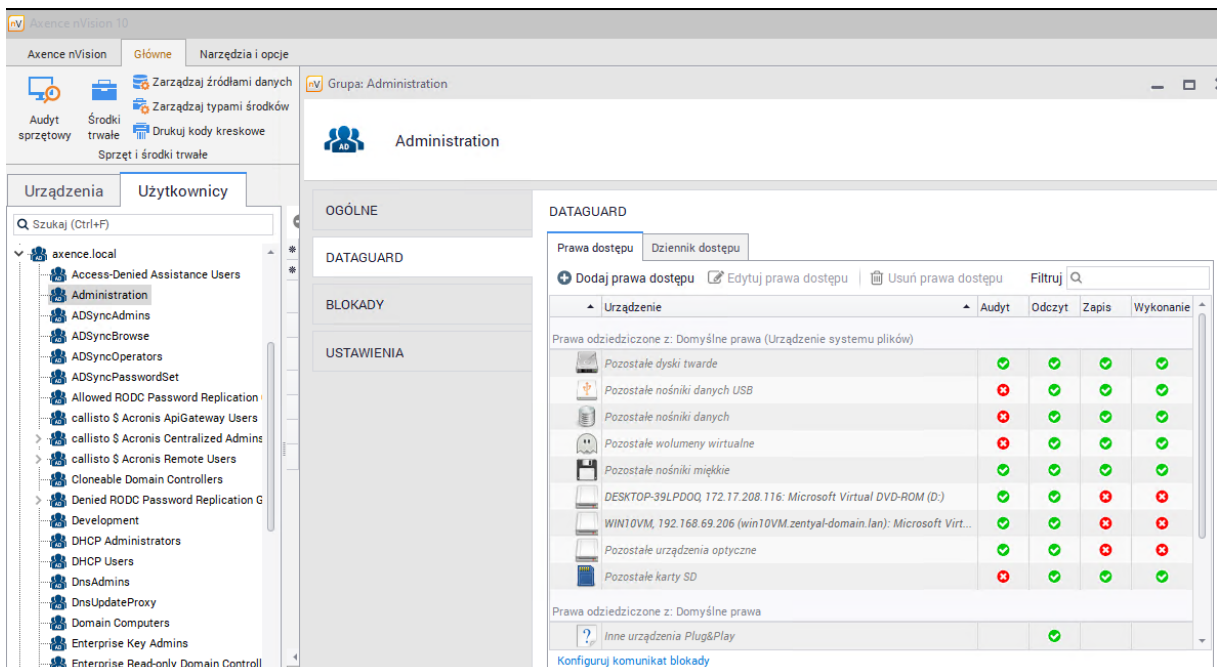 nV Axence nVision 10
Axence nVision Główne Narzędzia i opcje
Audyt sprzętowy
Środki trwałe
Zarządzaj źródłami danych
Zarządzaj typami środków
Drukuj kody kreskowe
Sprzęt i środki trwałe
Urządzenia Użytkownicy
Szukaj (Ctrl+F)
axence.local
Access-Denied Assistance Users
Administration
ADSyncAdmins
ADSyncBrowse
ADSyncOperators
ADSyncPasswordSet
Allowed RODC Password Replication
callisto $ Acronis ApiGateway Users
callisto $ Acronis Centralized Admins
callisto $ Acronis Remote Users
Cloneable Domain Controllers
Denied RODC Password Replication G
Development
DHCP Administrators
DHCP Users
DnsAdmins
DnsUpdateProxy
Domain Computers
Enterprise Key Admins
Enterprise Read-only Domain Controll
nV Grupa: Administration
AD Administration
OGÓLNE
DATAGUARD
BLOKADY
USTAWIENIA
DATAGUARD
Prawa dostępu Dziennik dostępu
Dodaj prawa dostępu Edytuj prawa dostępu Usuń prawa dostępu Filtruj
Urządzenie Audyt Odczyt Zapis Wykonanie
Prawa odziedziczone z: Domyślne prawa (Urządzenie systemu plików)
Pozostałe dyski twarde
Pozostałe nośniki danych USB
Pozostałe nośniki danych
Pozostałe wolumeny wirtualne
Pozostałe nośniki miękkie
DESKTOP-39LPDOO, 172.17.208.116: Microsoft Virtual DVD-ROM (D:)
WIN10VM, 192.168.69.206 (win10VM.zentyal-domain.lan): Microsoft Virt...
Pozostałe urządzenia optyczne
Pozostałe karty SD
Prawa odziedziczone z: Domyślne prawa
Inne urządzenia Plug&Play
Konfiguruj komunikat blokady